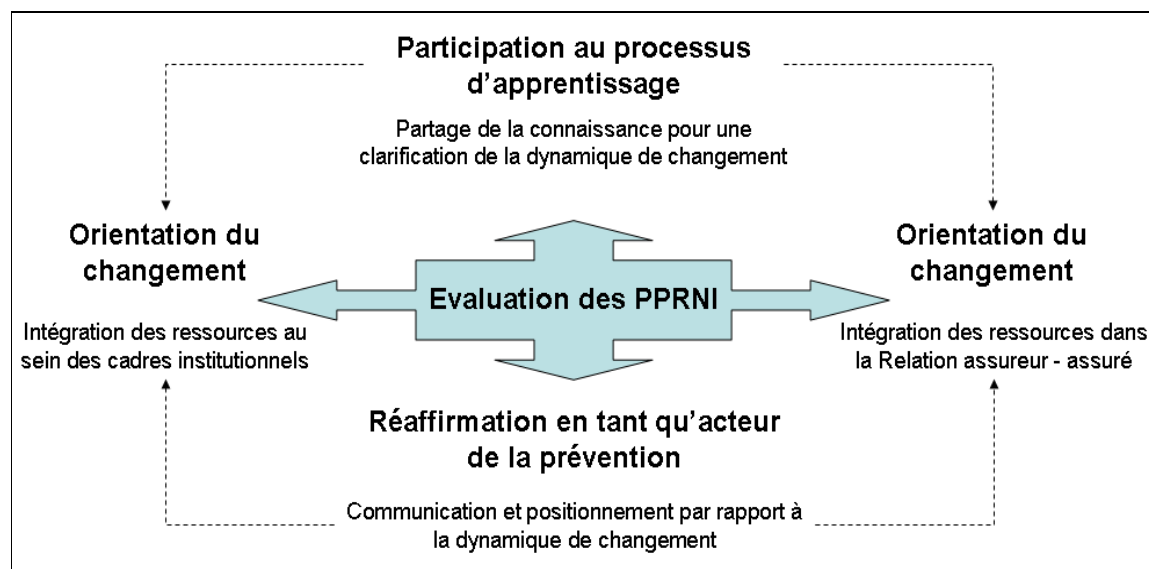 Participation au processus
d'apprentissage
Partage de la connaissance pour une
clarification de la dynamique de changement
Orientation du
changement
Intégration des ressources au
sein des cadres institutionnels
Evaluation des PPRNI
Orientation du
changement
Intégration des ressources dans
la Relation assureur - assuré
Réaffirmation en tant qu'acteur
de la prévention
Communication et positionnement par rapport à
la dynamique de changement